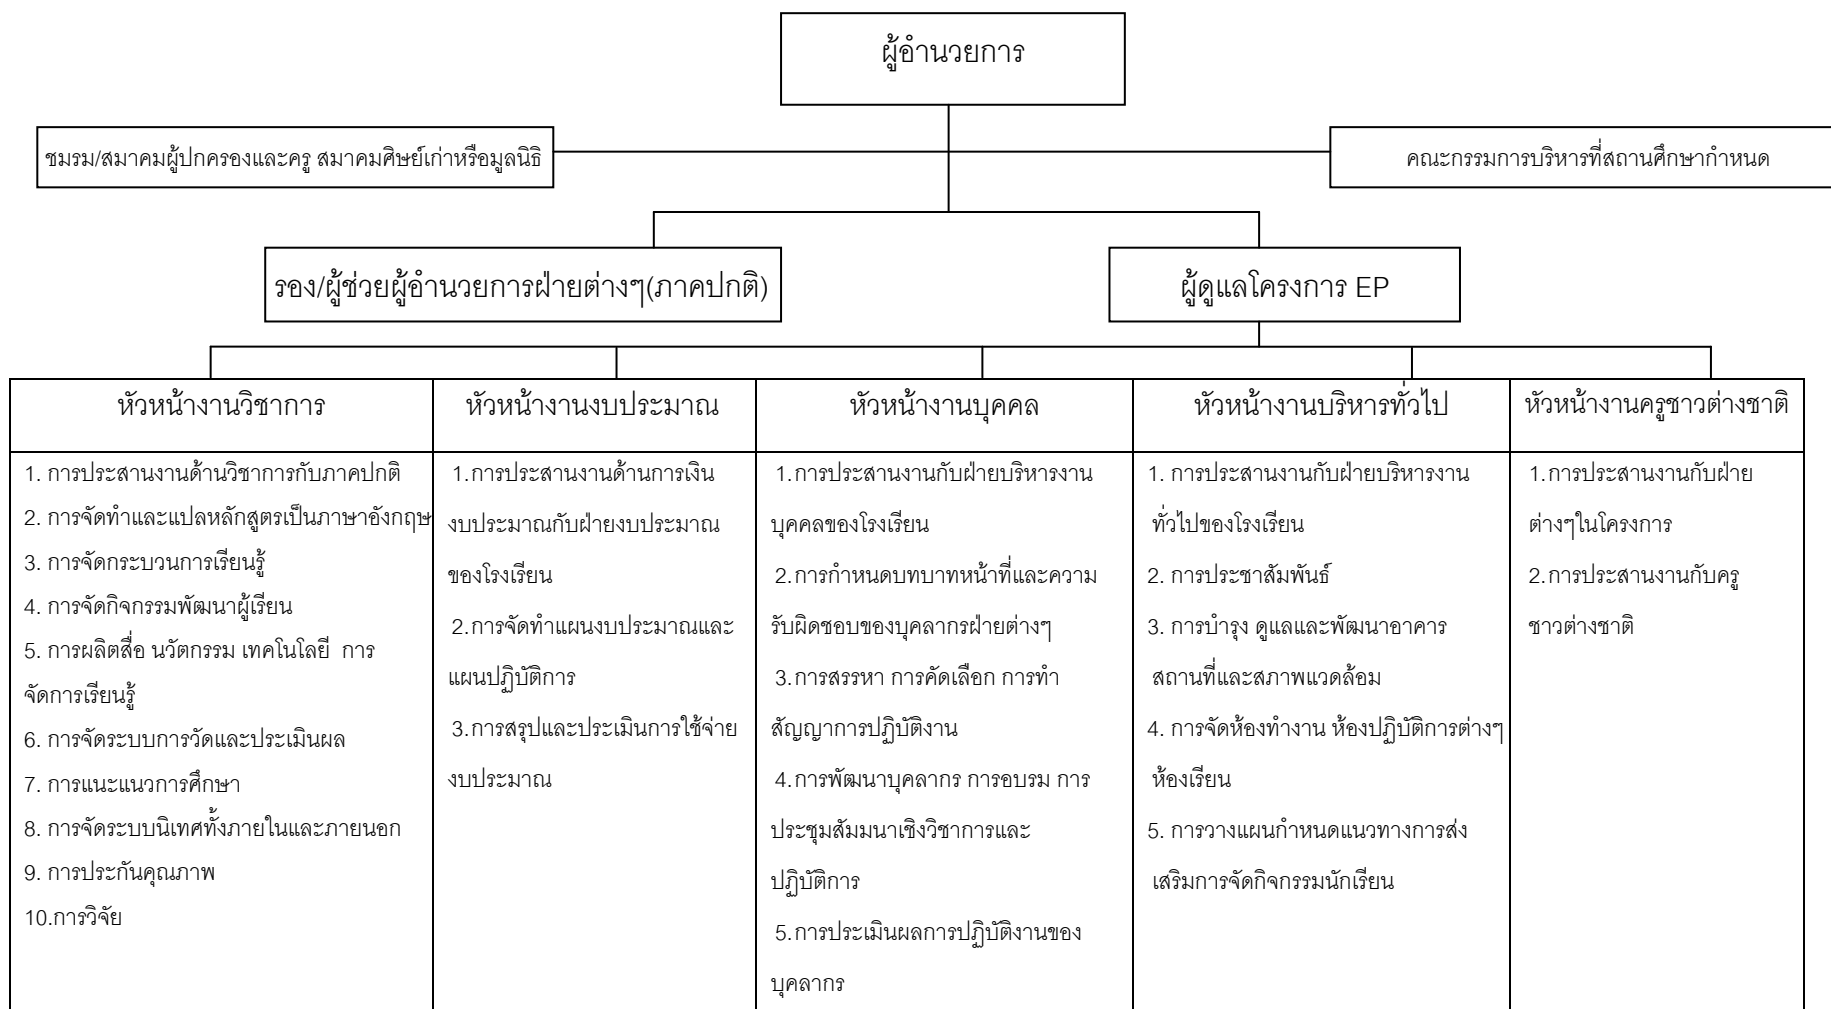 ผู้อำนวยการ
ชมรม/สมาคมผู้ปกครองและครู สมาคมศิษย์เก่าหรือมูลนิธิ
คณะกรรมการบริหารที่สถานศึกษากำหนด
รอง/ผู้ช่วยผู้อำนวยการฝ่ายต่างๆ(ภาคปกติ)
ผู้ดูแลโครงการ EP
หัวหน้างานวิชาการ
1. การประสานงานด้านวิชาการกับภาคปกติ
2. การจัดทำและแปลหลักสูตรเป็นภาษาอังกฤษ
3. การจัดกระบวนการเรียนรู้
4. การจัดกิจกรรมพัฒนาผู้เรียน
5. การผลิตสื่อ นวัตกรรม เทคโนโลยี การ
จัดการเรียนรู้
6. การจัดระบบการวัดและประเมินผล
7. การแนะแนวการศึกษา
8. การจัดระบบนิเทศทั้งภายในและภายนอก
9. การประกันคุณภาพ
10.การวิจัย
หัวหน้างานงบประมาณ
1.การประสานงานด้านการเงิน
งบประมาณกับฝ่ายงบประมาณ
ของโรงเรียน
2.การจัดทำแผนงบประมาณและ
แผนปฏิบัติการ
3.การสรุปและประเมินการใช้จ่าย
งบประมาณ
หัวหน้างานบุคคล
1.การประสานงานกับฝ่ายบริหารงาน
บุคคลของโรงเรียน
2.การกำหนดบทบาทหน้าที่และความ
รับผิดชอบของบุคลากรฝ่ายต่างๆ
3.การสรรหา การคัดเลือก การทำ
สัญญาการปฏิบัติงาน
4.การพัฒนาบุคลากร การอบรม การ
ประชุมสัมมนาเชิงวิชาการและ
ปฏิบัติการ
5.การประเมินผลการปฏิบัติงานของ
บุคลากร
หัวหน้างานบริหารทั่วไป
1. การประสานงานกับฝ่ายบริหารงาน
ทั่วไปของโรงเรียน
2. การประชาสัมพันธ์
3. การบำรุง ดูแลและพัฒนาอาคาร
สถานที่และสภาพแวดล้อม
4. การจัดห้องทำงาน ห้องปฏิบัติการต่างๆ
ห้องเรียน
5. การวางแผนกำหนดแนวทางการส่ง
เสริมการจัดกิจกรรมนักเรียน
หัวหน้างานครูชาวต่างชาติ
1.การประสานงานกับฝ่าย
ต่างๆในโครงการ
2.การประสานงานกับครู
ชาวต่างชาติ